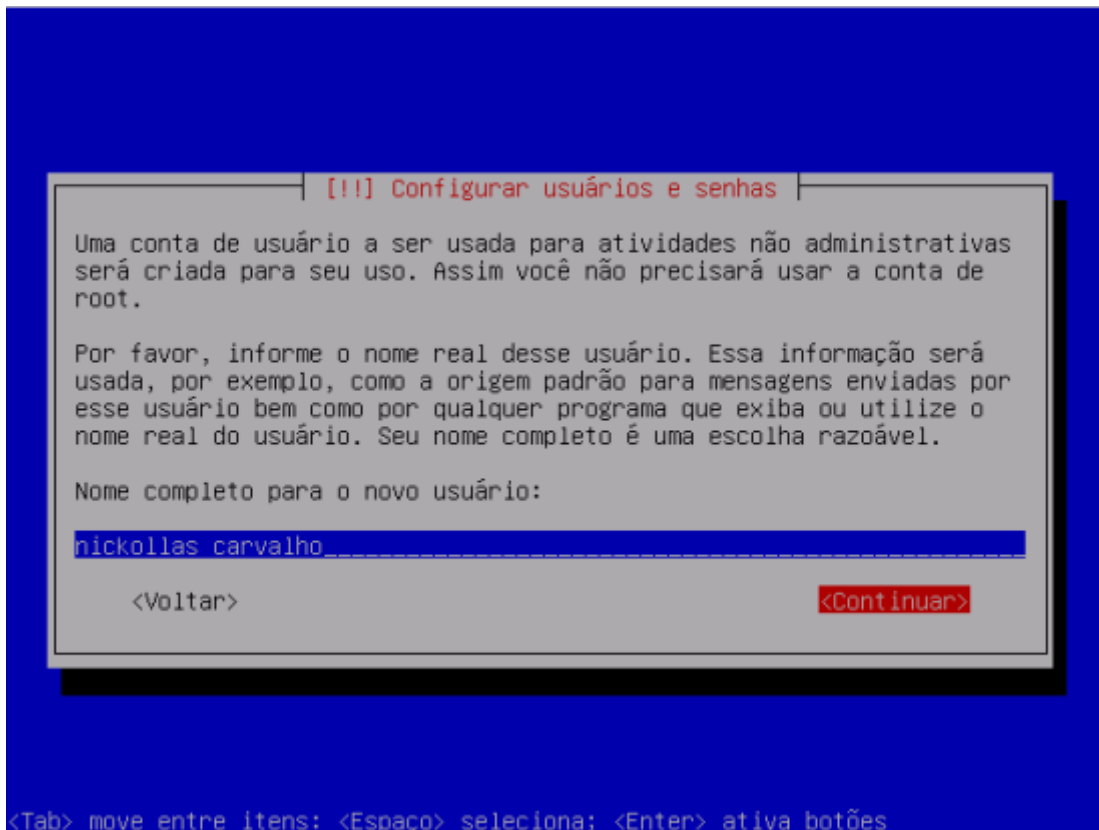 [!!] Configurar usuários e senhas
Uma conta de usuário a ser usada para atividades não administrativas
será criada para seu uso. Assim você não precisará usar a conta de
root.
Por favor, informe o nome real desse usuário. Essa informação será
usada, por exemplo, como a origem padrão para mensagens enviadas por
esse usuário bem como por qualquer programa que exiba ou utilize o
nome real do usuário. Seu nome completo é uma escolha razoável.
Nome completo para o novo usuário:
nickollas carvalho
<Voltar> <Continuar>
<Tab> move entre itens; <Espaço> seleciona; <Enter> ativa botões